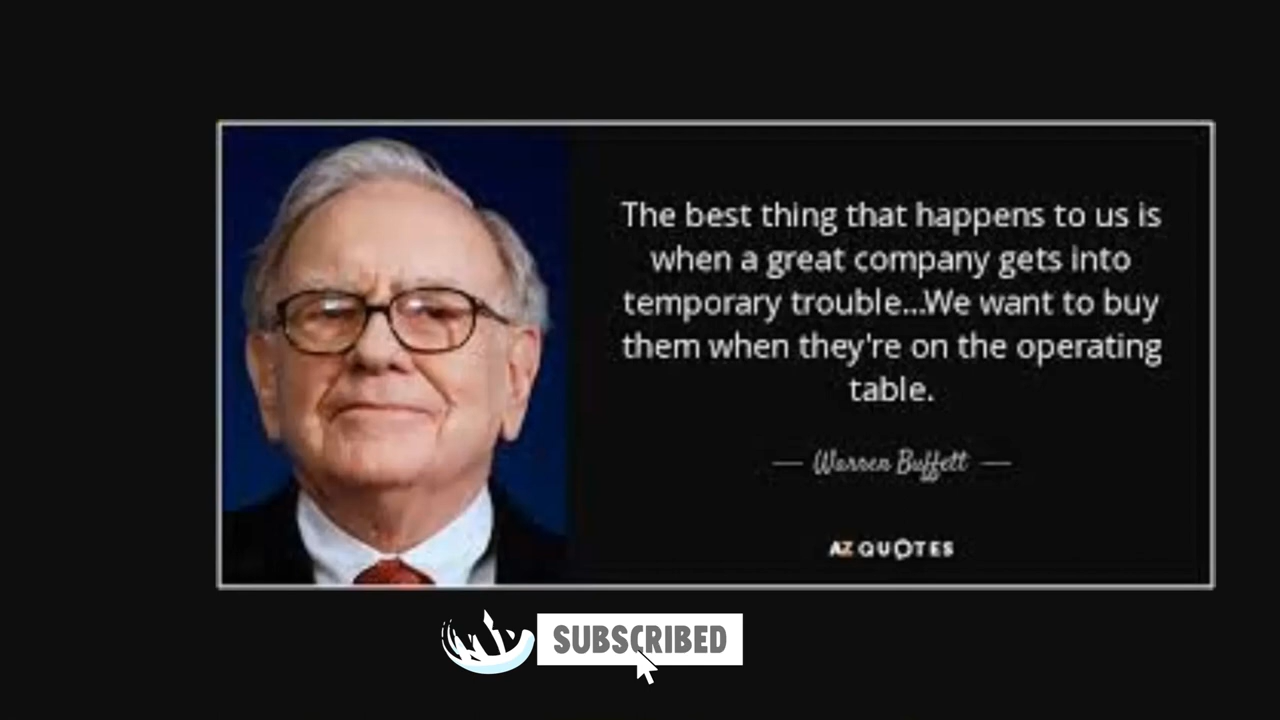 The best thing that happens to us is
when a great company gets into
temporary trouble...We want to buy
them when they're on the operating
table.
— Warren Buffett —
AZ QUOTES
SUBSCRIBED